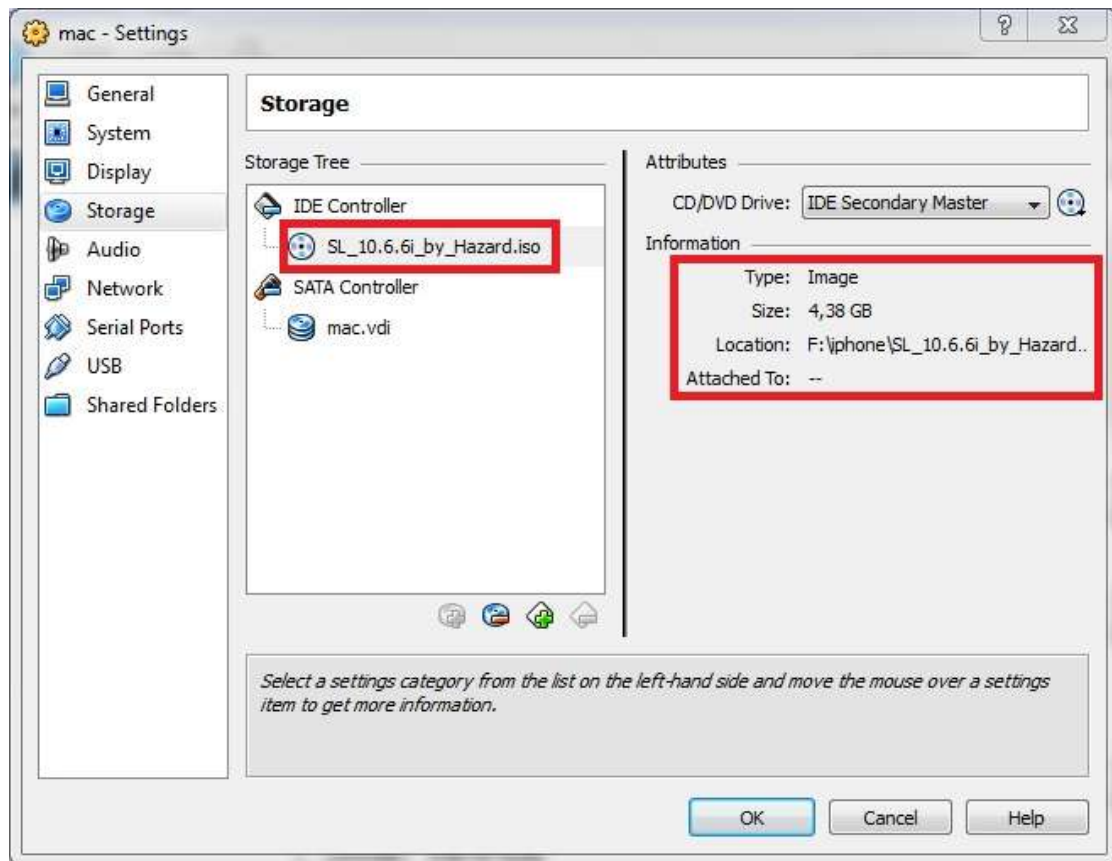 mac - Settings
General
System
Display
Storage
Audio
Network
Serial Ports
USB
Shared Folders
Storage
Storage Tree
IDE Controller
SL_10.6.6i_by_Hazard.iso
SATA Controller
mac.vdi
Attributes
CD/DVD Drive: IDE Secondary Master
Information
Type: Image
Size: 4,38 GB
Location: F:\iphone\SL_10.6.6i_by_Hazard..
Attached To: --
Select a settings category from the list on the left-hand side and move the mouse over a settings
item to get more information.
OK Cancel Help